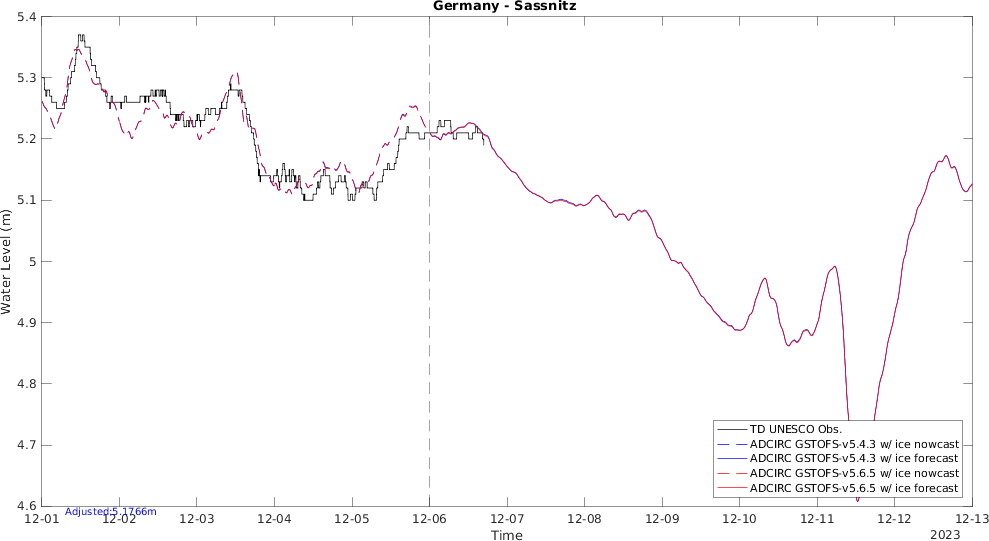 Germany - Sassnitz
5.4
5.3
5.2
5.1
5
4.9
4.8
4.7
4.6
Water Level (m)
TD UNESCO Obs.
ADCIRC GSTOFS-v5.4.3 w/ ice nowcast
ADCIRC GSTOFS-v5.4.3 w/ ice forecast
ADCIRC GSTOFS-v5.6.5 w/ ice nowcast
ADCIRC GSTOFS-v5.6.5 w/ ice forecast
Adjusted:5.1766m
12-01 12-02 12-03 12-04 12-05 12-06 12-07 12-08 12-09 12-10 12-11 12-12 12-13
Time
2023